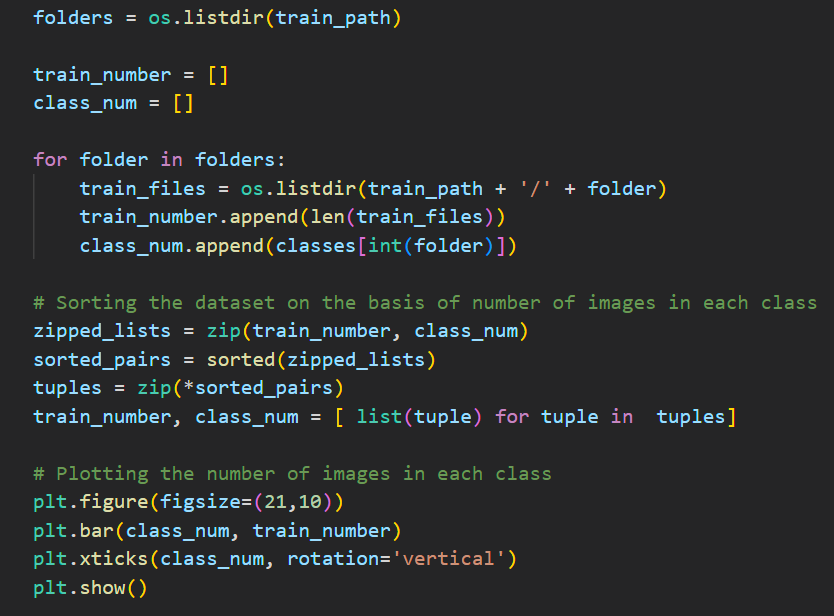 folders = os.listdir(train_path)

train_number = []
class_num = []

for folder in folders:
    train_files = os.listdir(train_path + '/' + folder)
    train_number.append(len(train_files))
    class_num.append(classes[int(folder)])

# Sorting the dataset on the basis of number of images in each class
zipped_lists = zip(train_number, class_num)
sorted_pairs = sorted(zipped_lists)
tuples = zip(*sorted_pairs)
train_number, class_num = [ list(tuple) for tuple in  tuples]

# Plotting the number of images in each class
plt.figure(figsize=(21,10))
plt.bar(class_num, train_number)
plt.xticks(class_num, rotation='vertical')
plt.show()